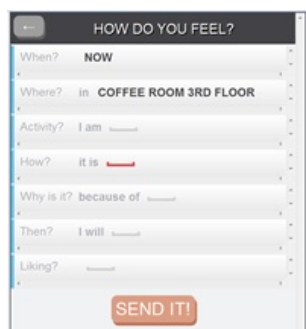 HOW DO YOU FEEL?
When? NOW
Where? in COFFEE ROOM 3RD FLOOR
Activity? I am
How? it is
Why is it? because of
Then? I will
Liking?
SEND IT!